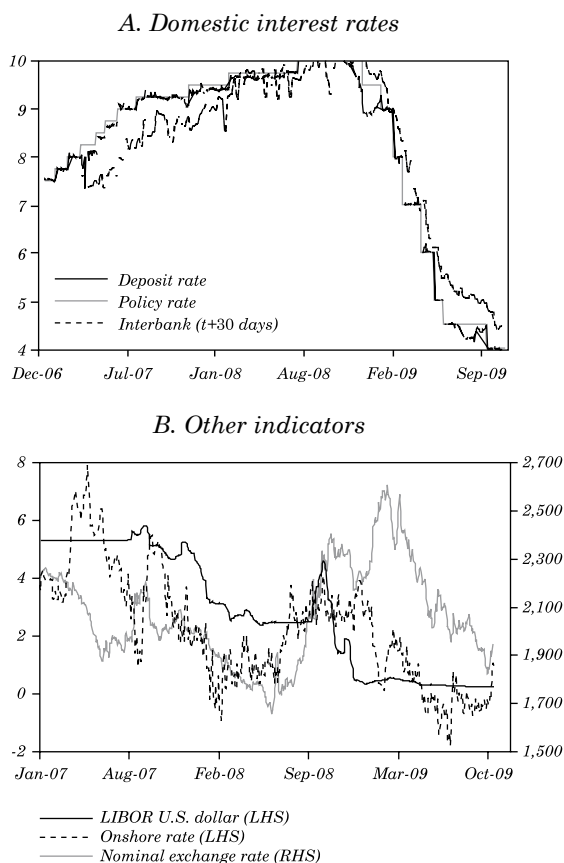 A. Domestic interest rates
10
9
8
7
6
5
4
Deposit rate
Policy rate
Interbank (t+30 days)
Dec-06 Jul-07 Jan-08 Aug-08 Feb-09 Sep-09
B. Other indicators
8 2,700
6 2,500
2,300
4
2,100
2
1,900
0 1,700
-2 1,500
Jan-07 Aug-07 Feb-08 Sep-08 Mar-09 Oct-09
LIBOR U.S. dollar (LHS)
Onshore rate (LHS)
Nominal exchange rate (RHS)